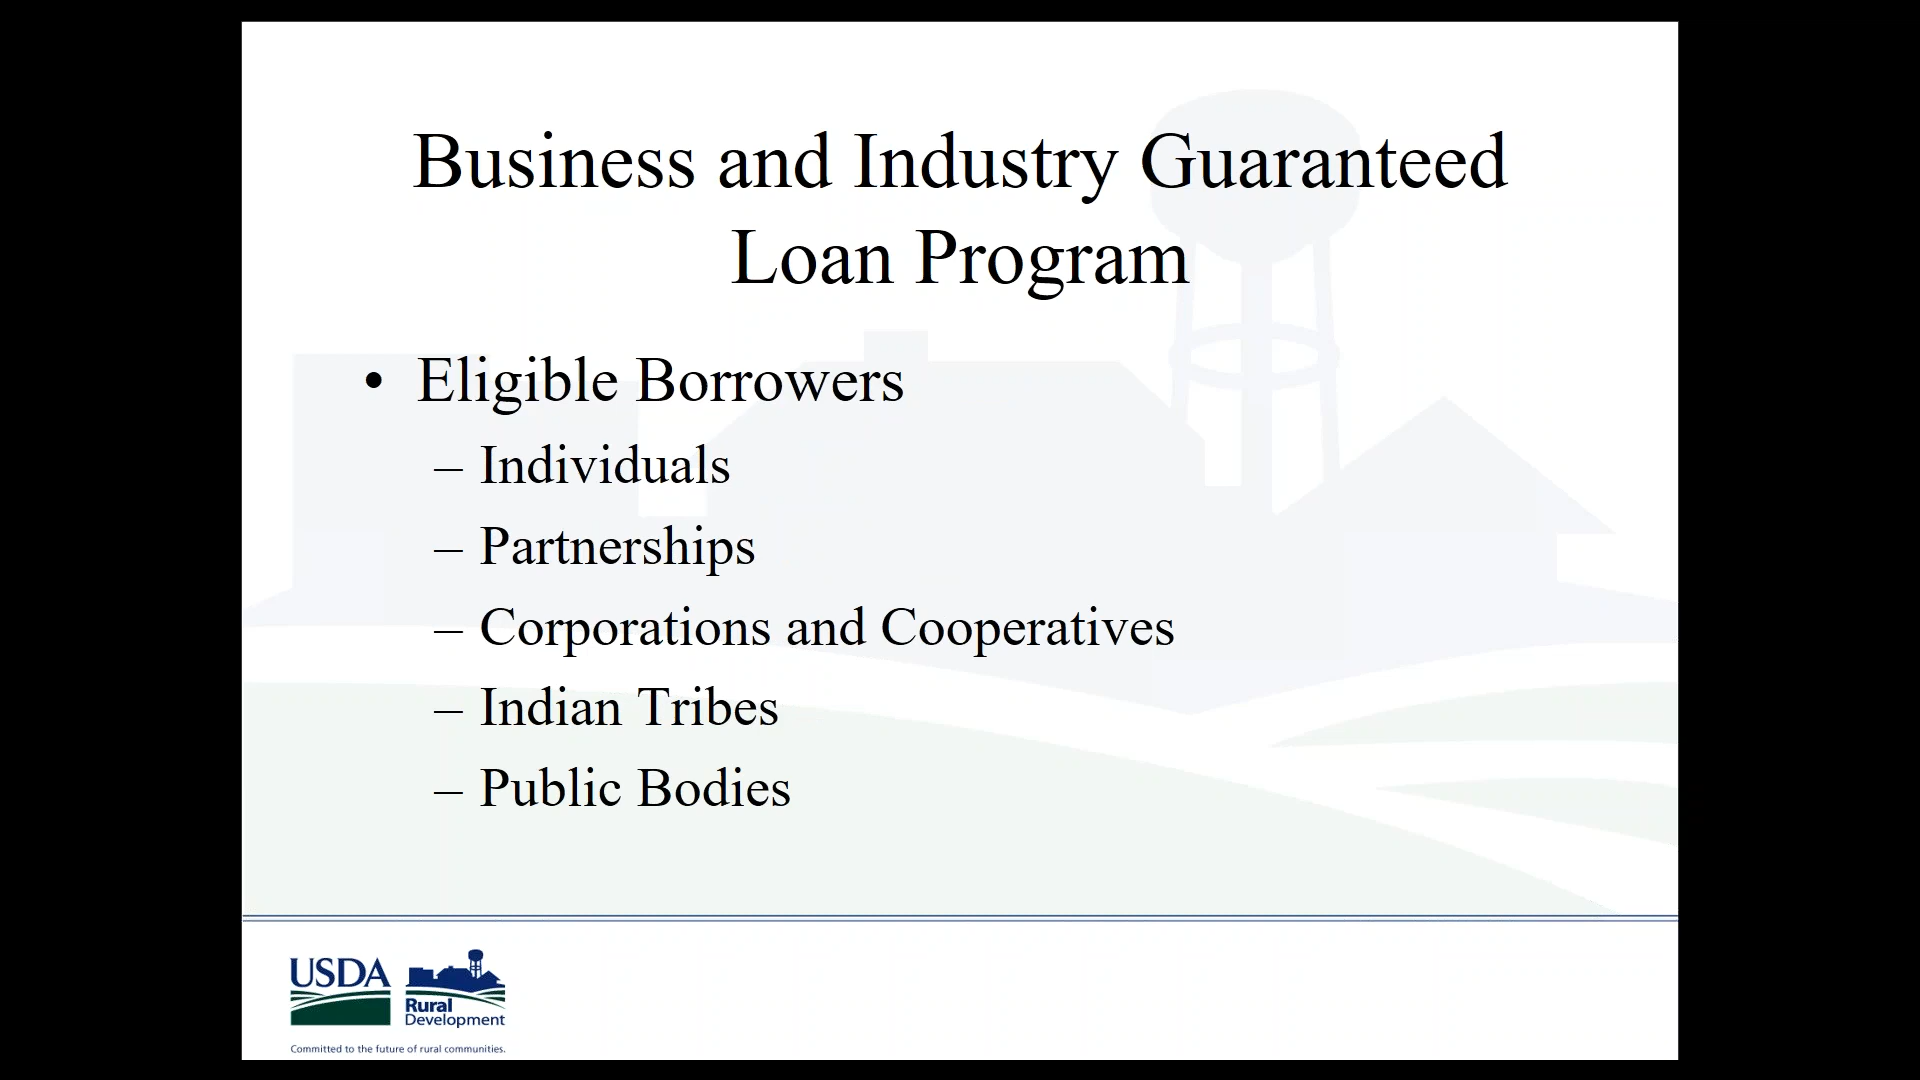 Business and Industry Guaranteed
Loan Program
• Eligible Borrowers
– Individuals
– Partnerships
– Corporations and Cooperatives
– Indian Tribes
– Public Bodies
USDA
Rural
Development
Committed to the future of rural communities.